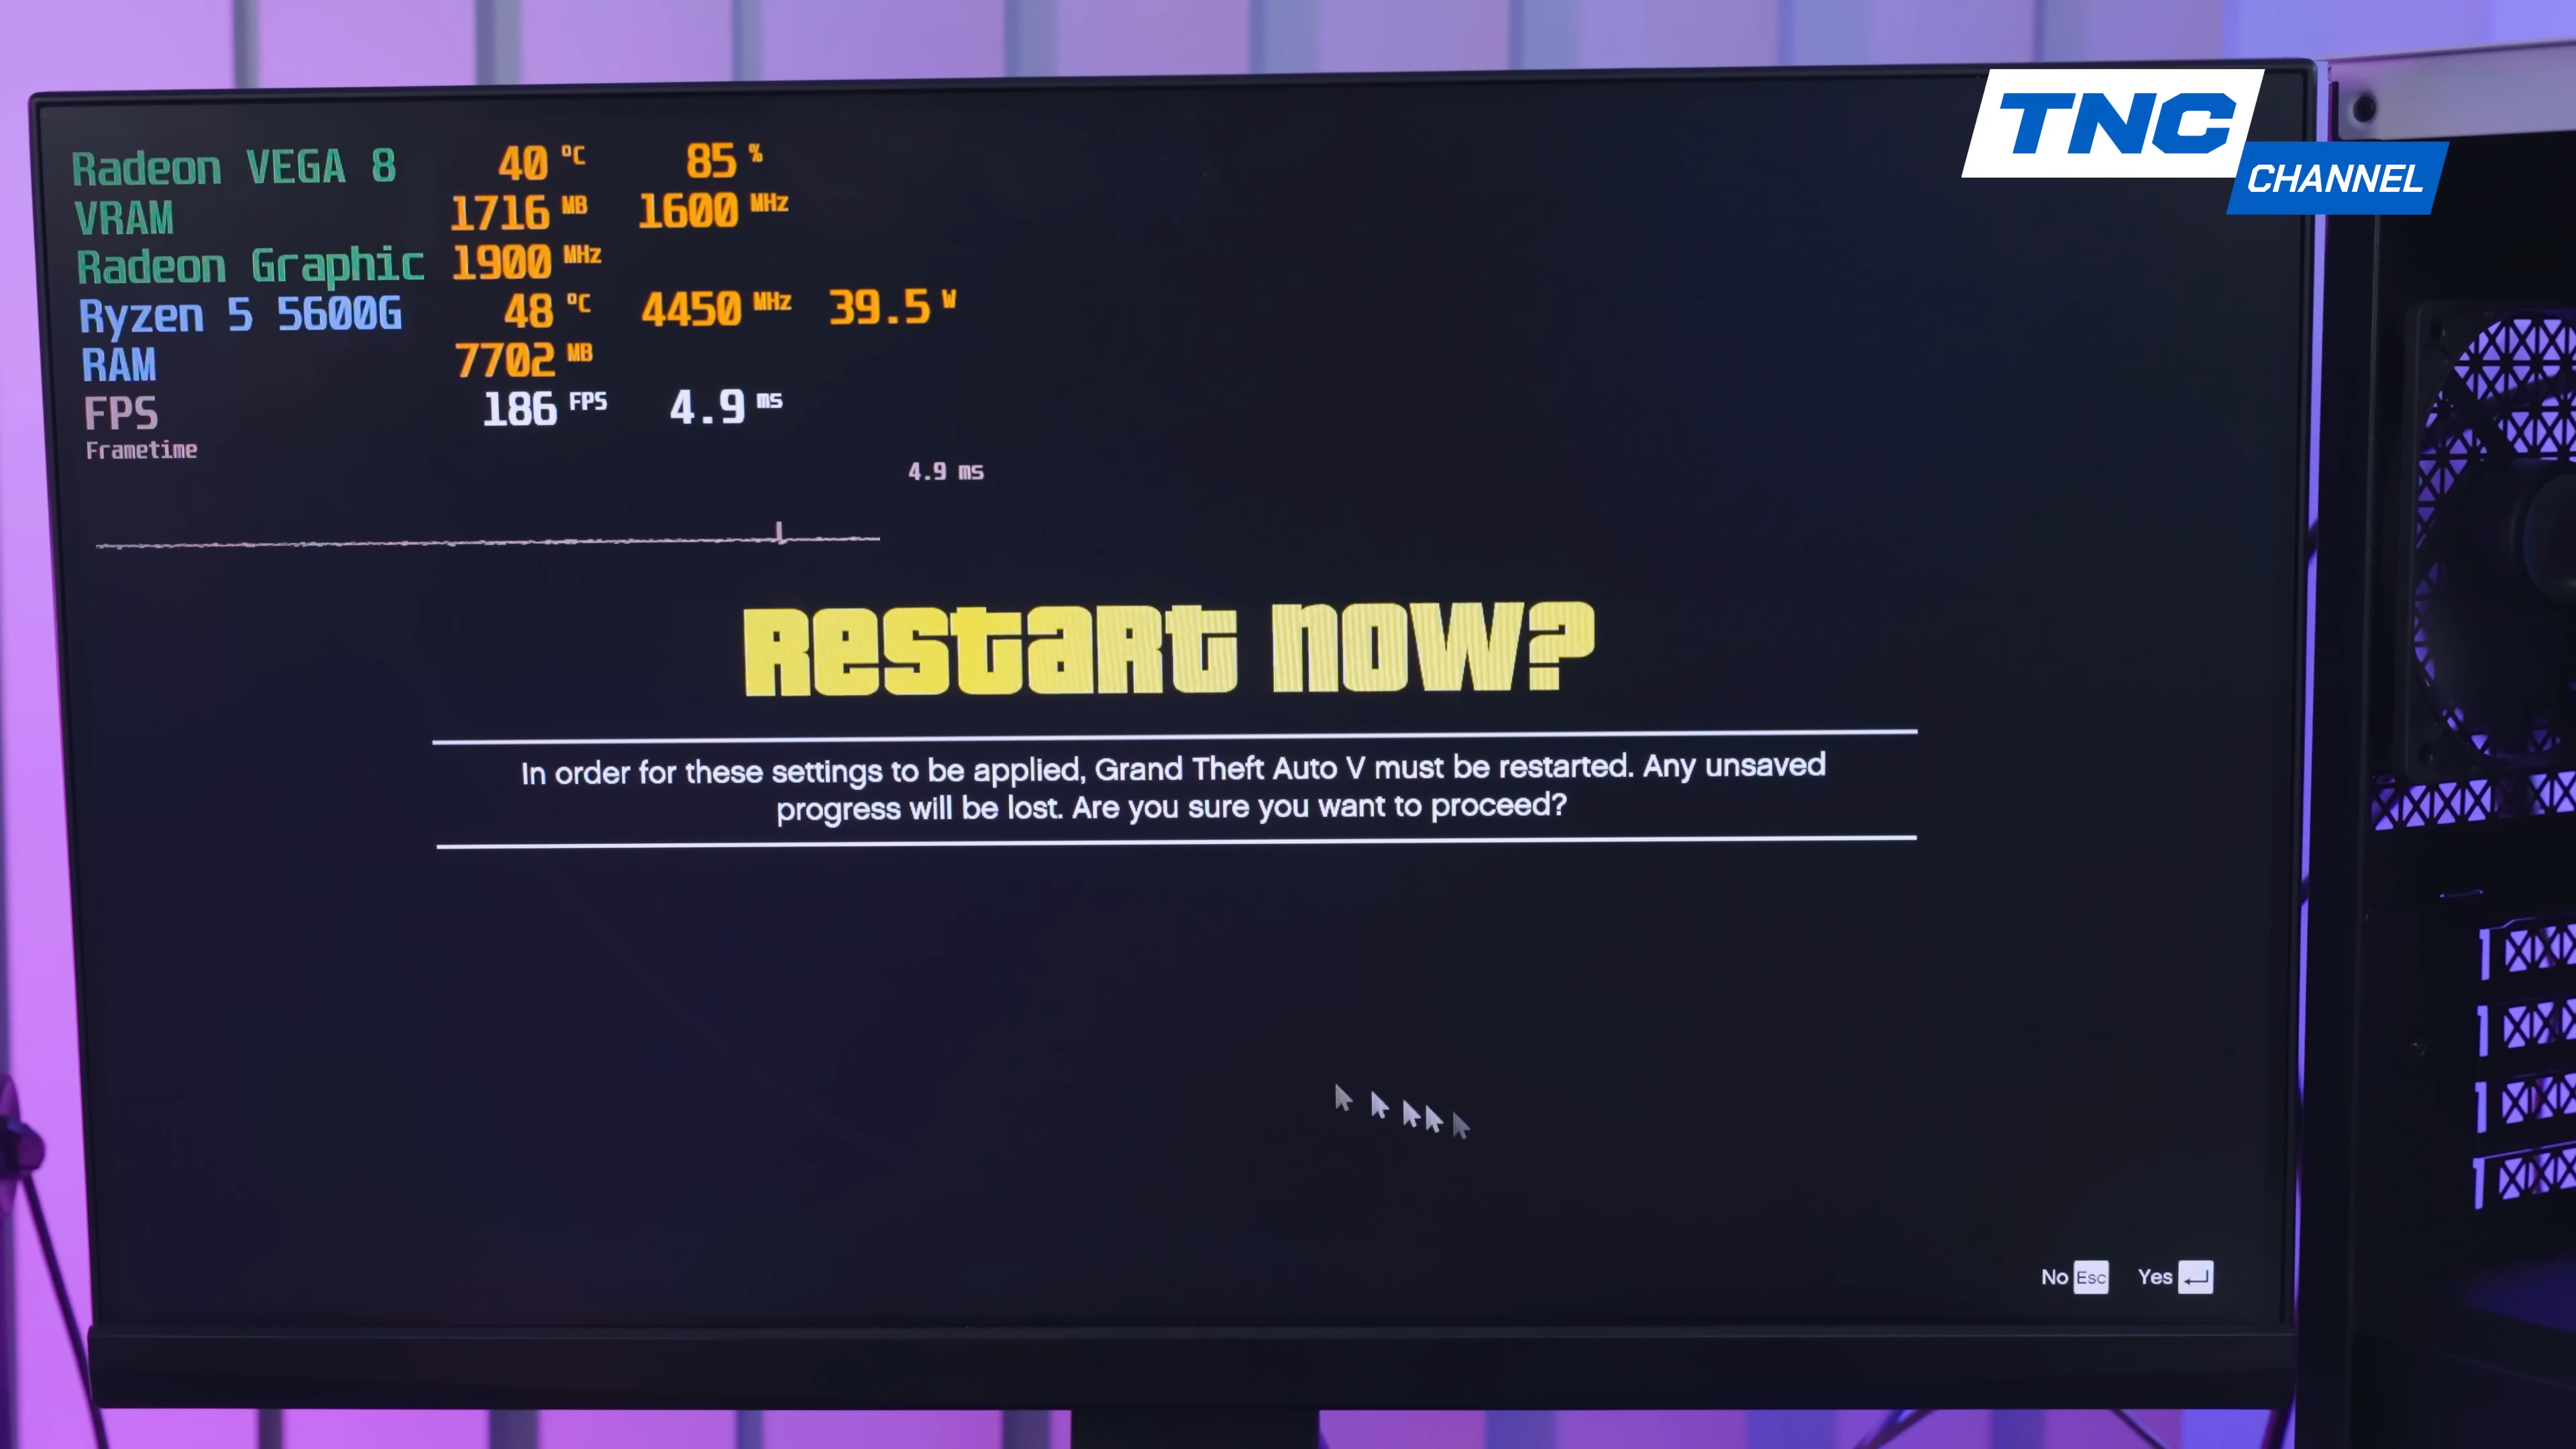 TNC
CHANNEL
Radeon VEGA 8 40 °C 85 %
VRAM 1716 MB 1600 MHz
Radeon Graphic 1900 MHz
Ryzen 5 5600G 48 °C 4450 MHz 39.5 W
RAM 7702 MB
FPS 186 FPS 4.9 ms
Frametime
4.9 ms
Restart now?
In order for these settings to be applied, Grand Theft Auto V must be restarted. Any unsaved
progress will be lost. Are you sure you want to proceed?
No Esc Yes